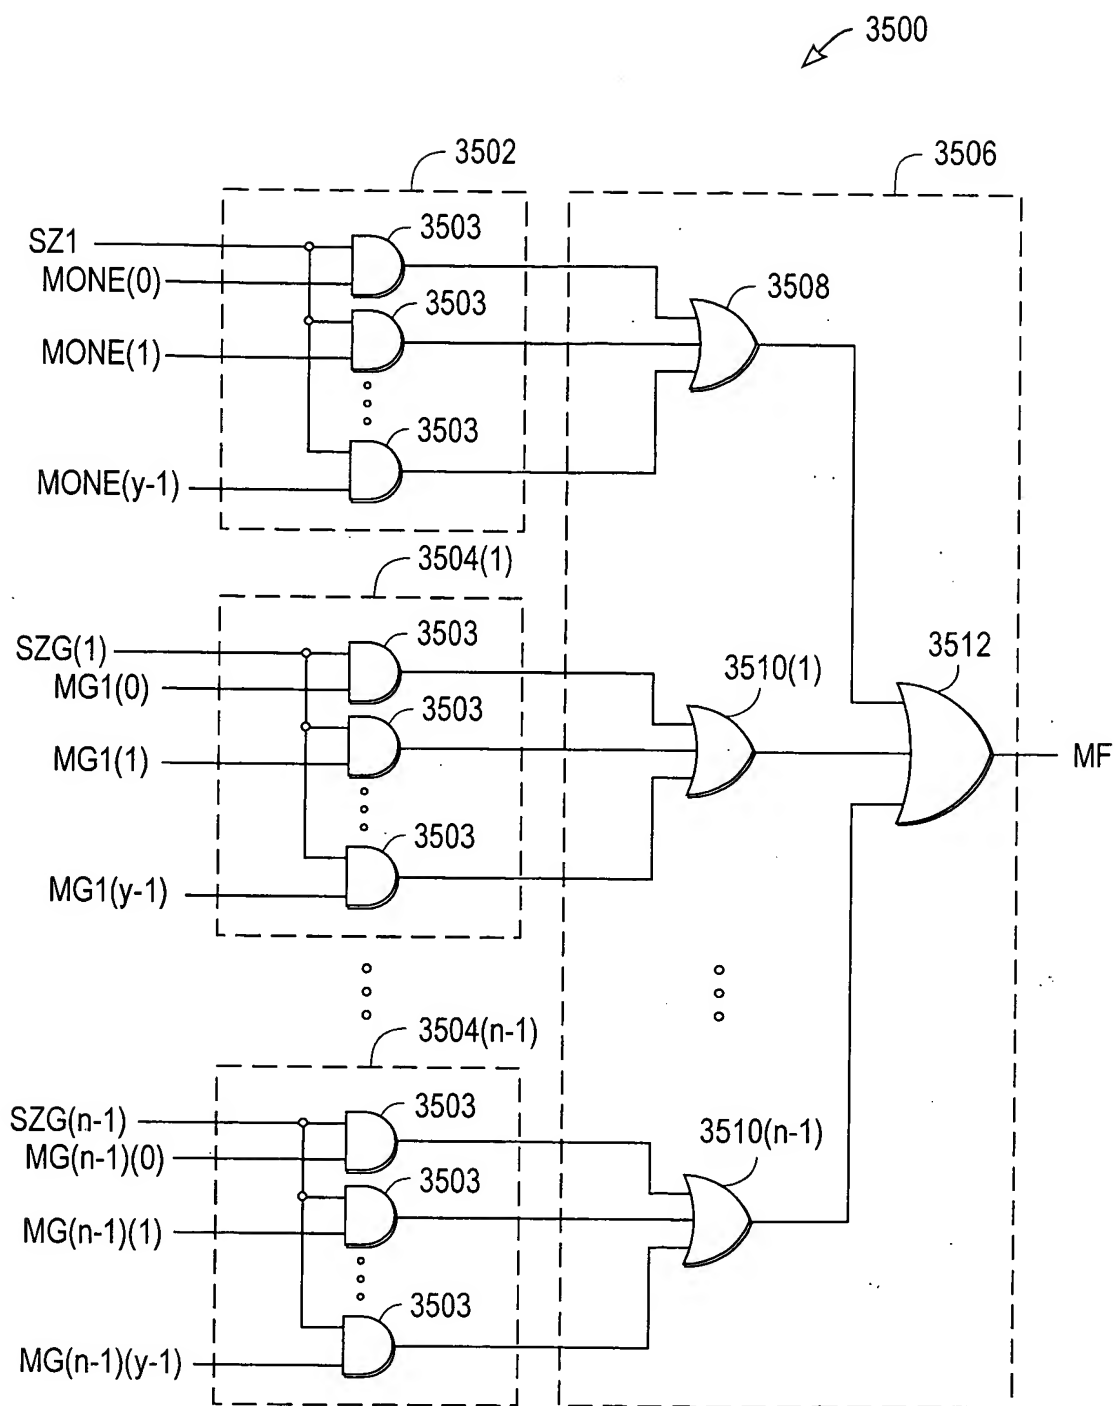 3500
3502
3506
SZ1
3503
MONE(0)
3503
3508
MONE(1)
3503
MONE(y-1)
3504(1)
SZG(1)
3503
MG1(0)
3510(1)
3512
3503
MG1(1)
MF
3503
MG1(y-1)
3504(n-1)
SZG(n-1)
3503
MG(n-1)(0)
3510(n-1)
3503
MG(n-1)(1)
3503
MG(n-1)(y-1)